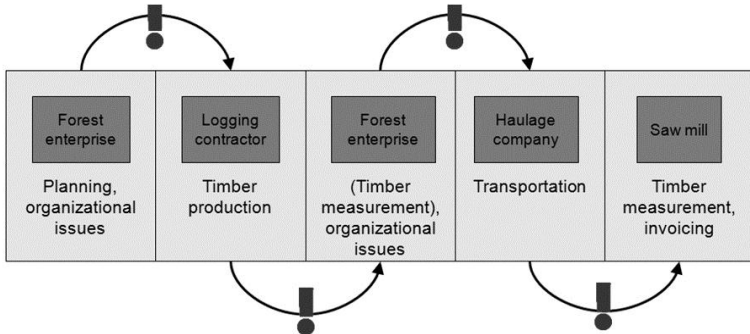 Forest
enterprise
Planning,
organizational
issues
Logging
contractor
Timber
production
Forest
enterprise
(Timber
measurement),
organizational
issues
Haulage
company
Transportation
Saw mill
Timber
measurement,
invoicing